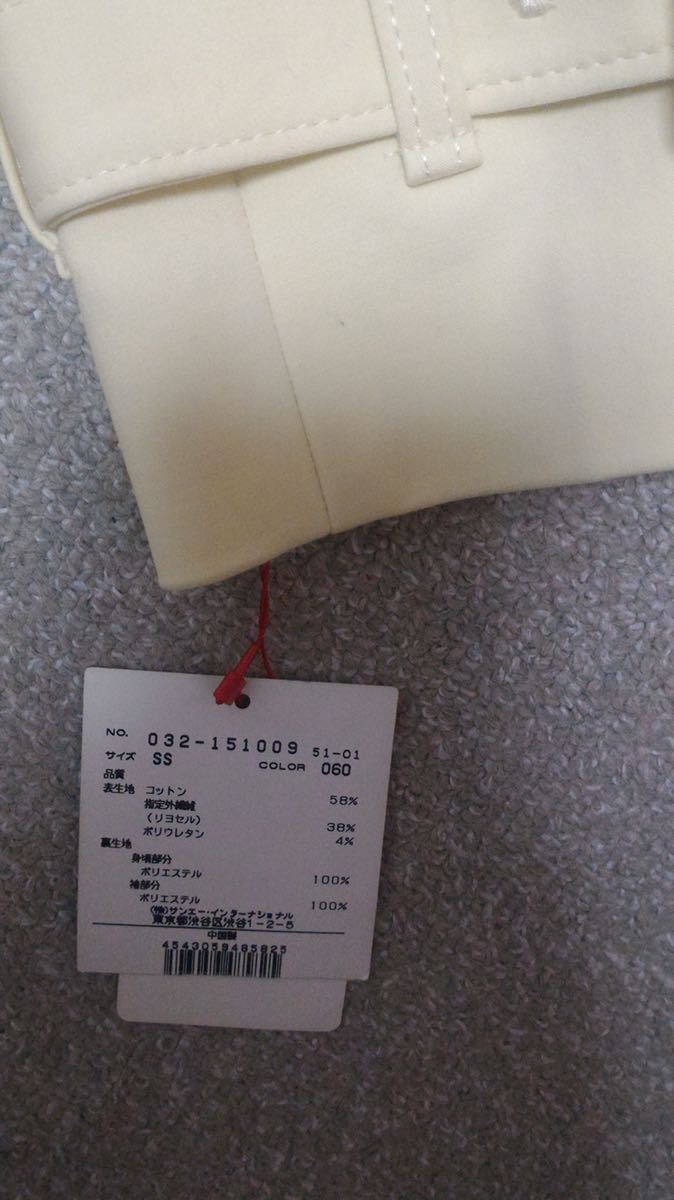 NO. 032-151009 51-01
サイズ SS COLOR 060
品質
表生地 コットン 58%
指定外繊維
(リヨセル) 38%
ポリウレタン 4%
裏生地
身頃部分
ポリエステル 100%
袖部分
ポリエステル 100%
(株)サンエー・インターナショナル
東京都渋谷区渋谷1-2-5
中国製
4543059485825